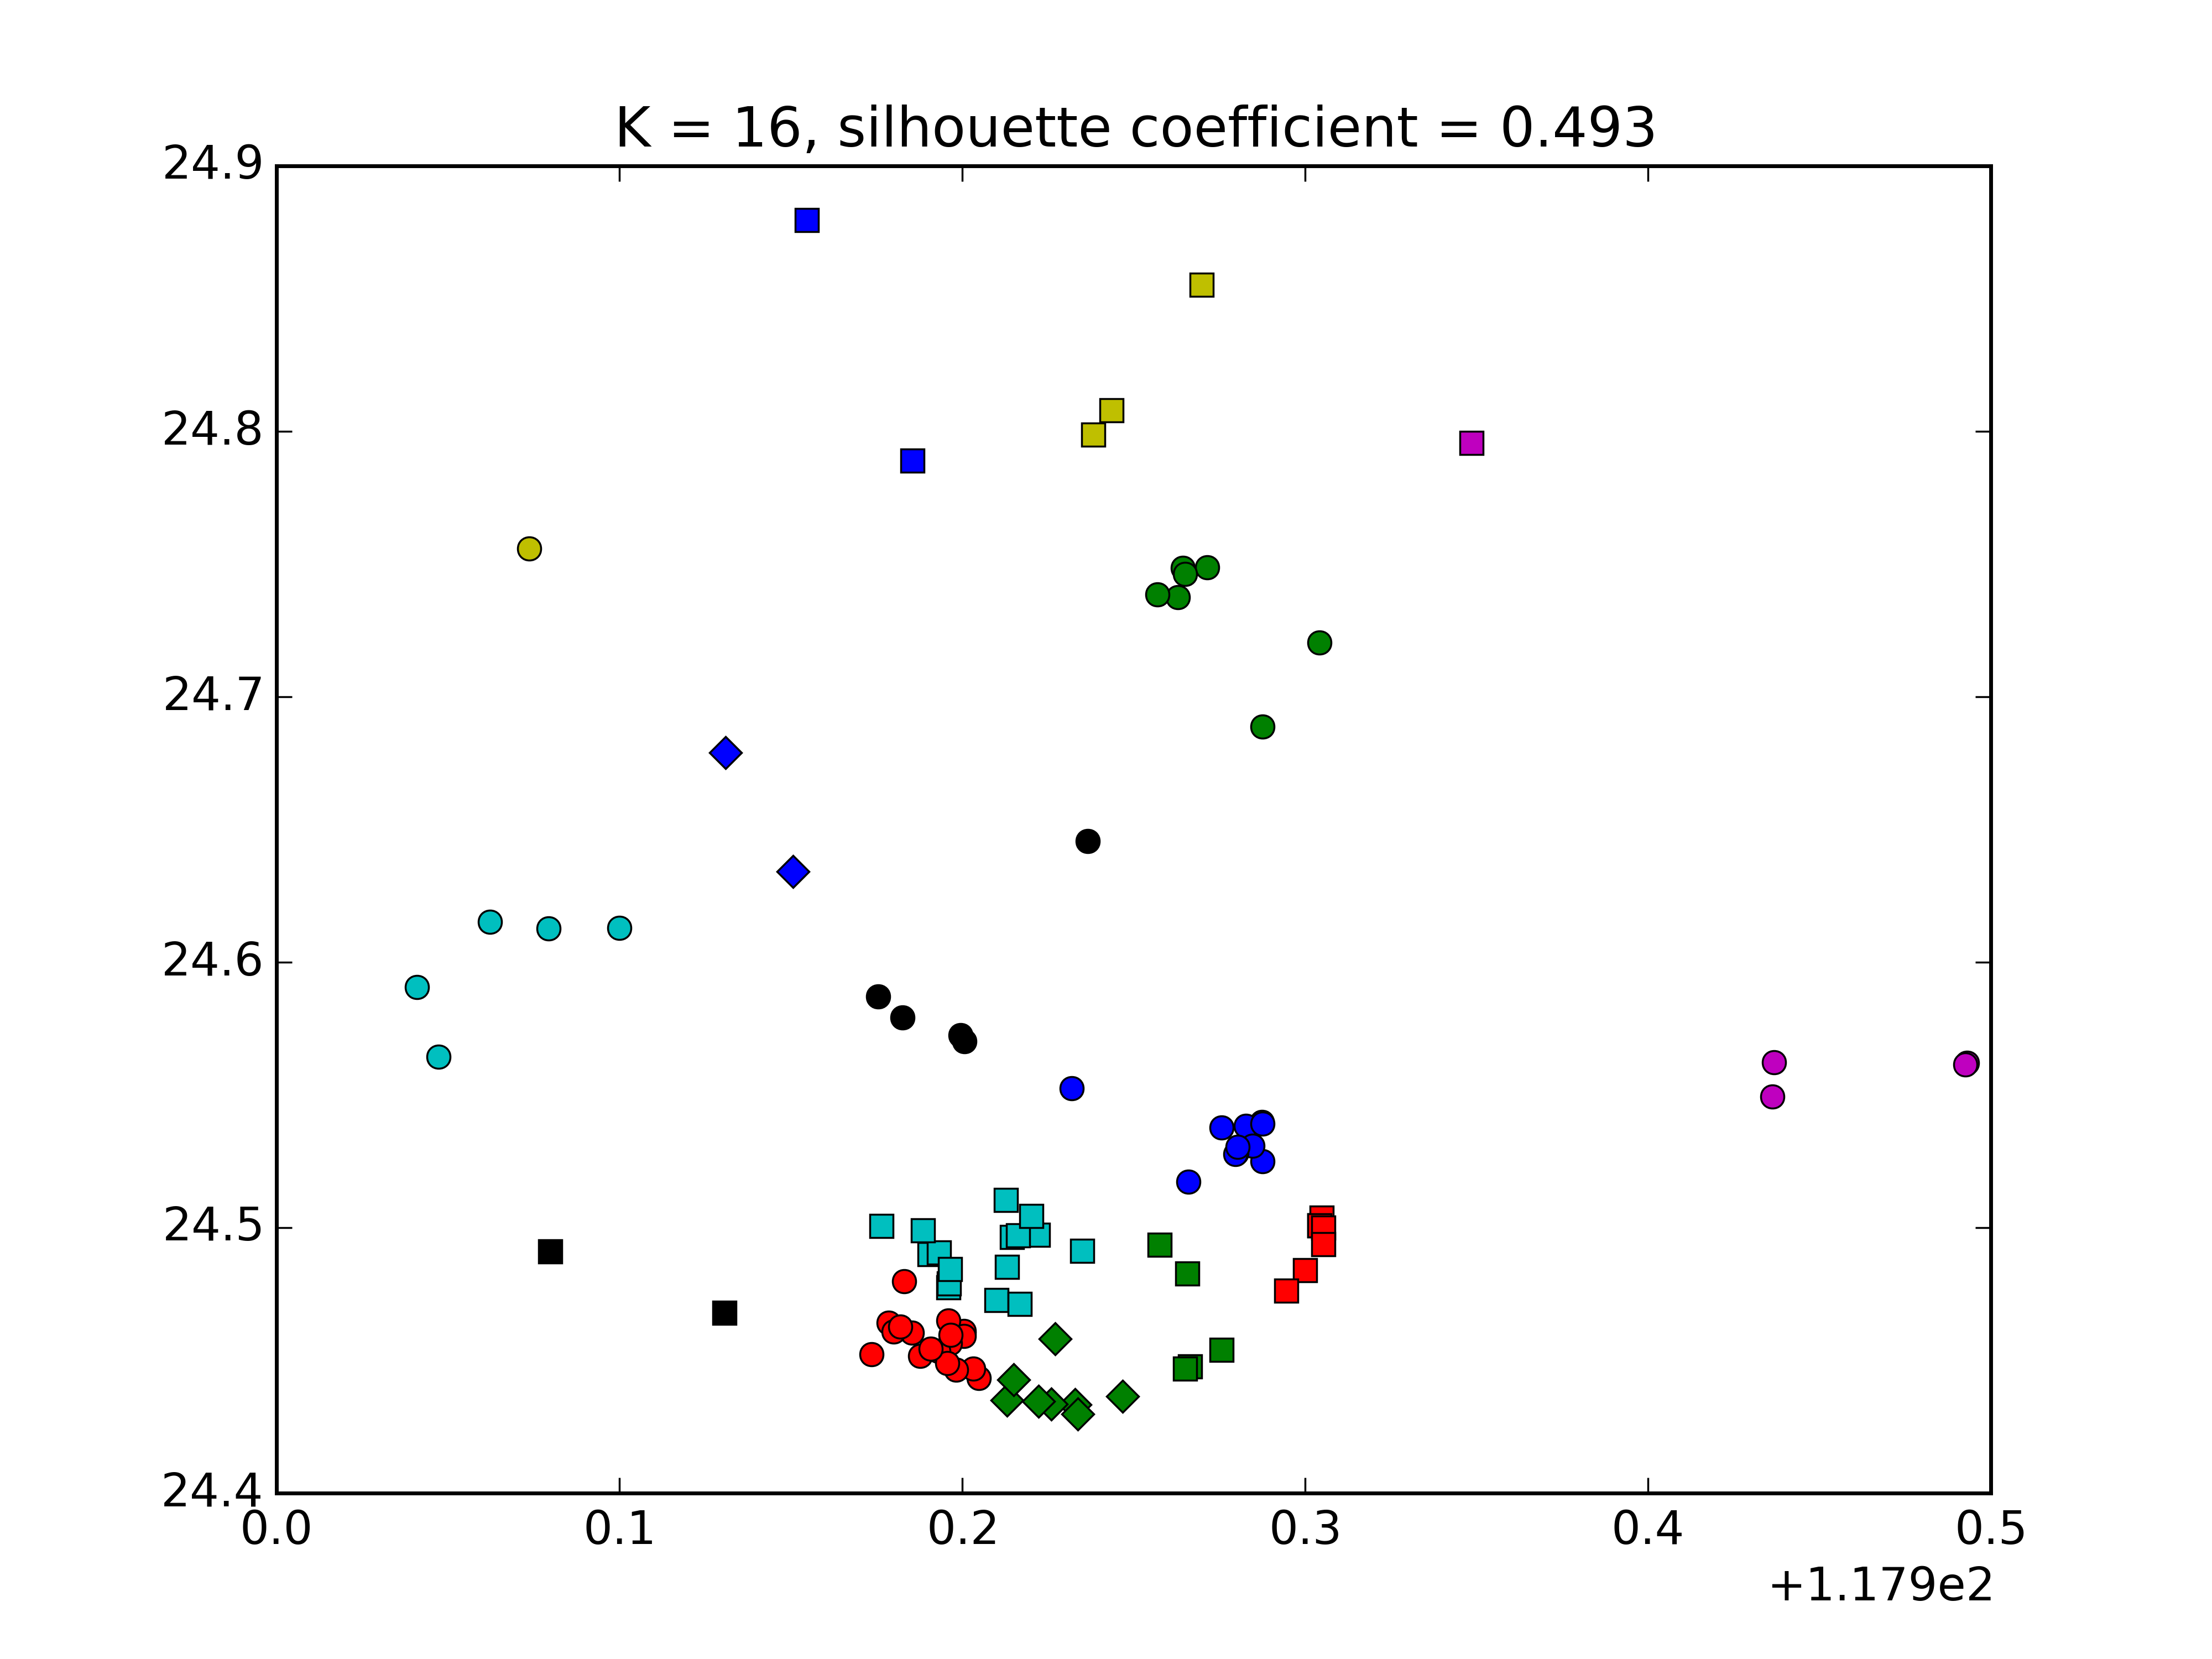 K = 16, silhouette coefficient = 0.493
24.9
24.8
24.7
24.6
24.5
24.4
0.0 0.1 0.2 0.3 0.4 0.5
+1.179e2